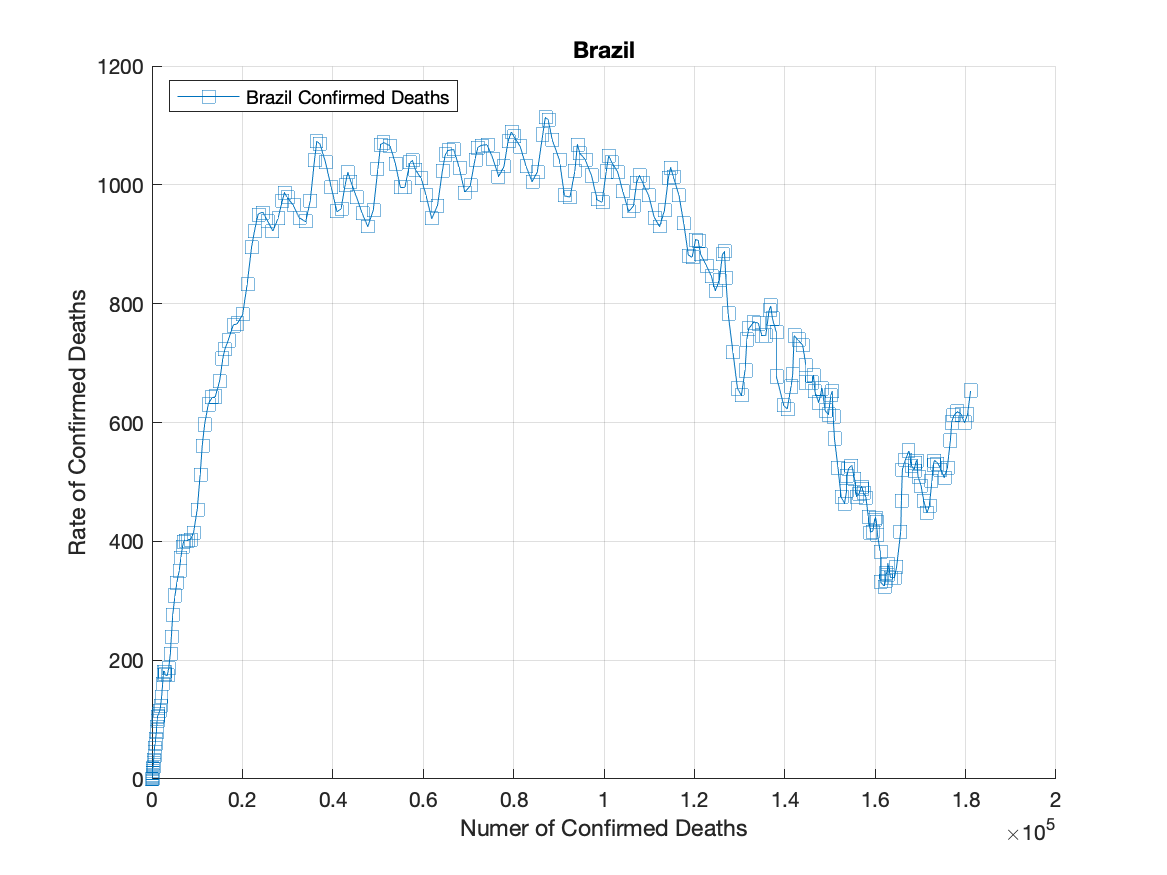 Brazil
Brazil Confirmed Deaths
1200
1000
800
600
400
200
0
Rate of Confirmed Deaths
0 0.2 0.4 0.6 0.8 1 1.2 1.4 1.6 1.8 2
Numer of Confirmed Deaths
×10^5